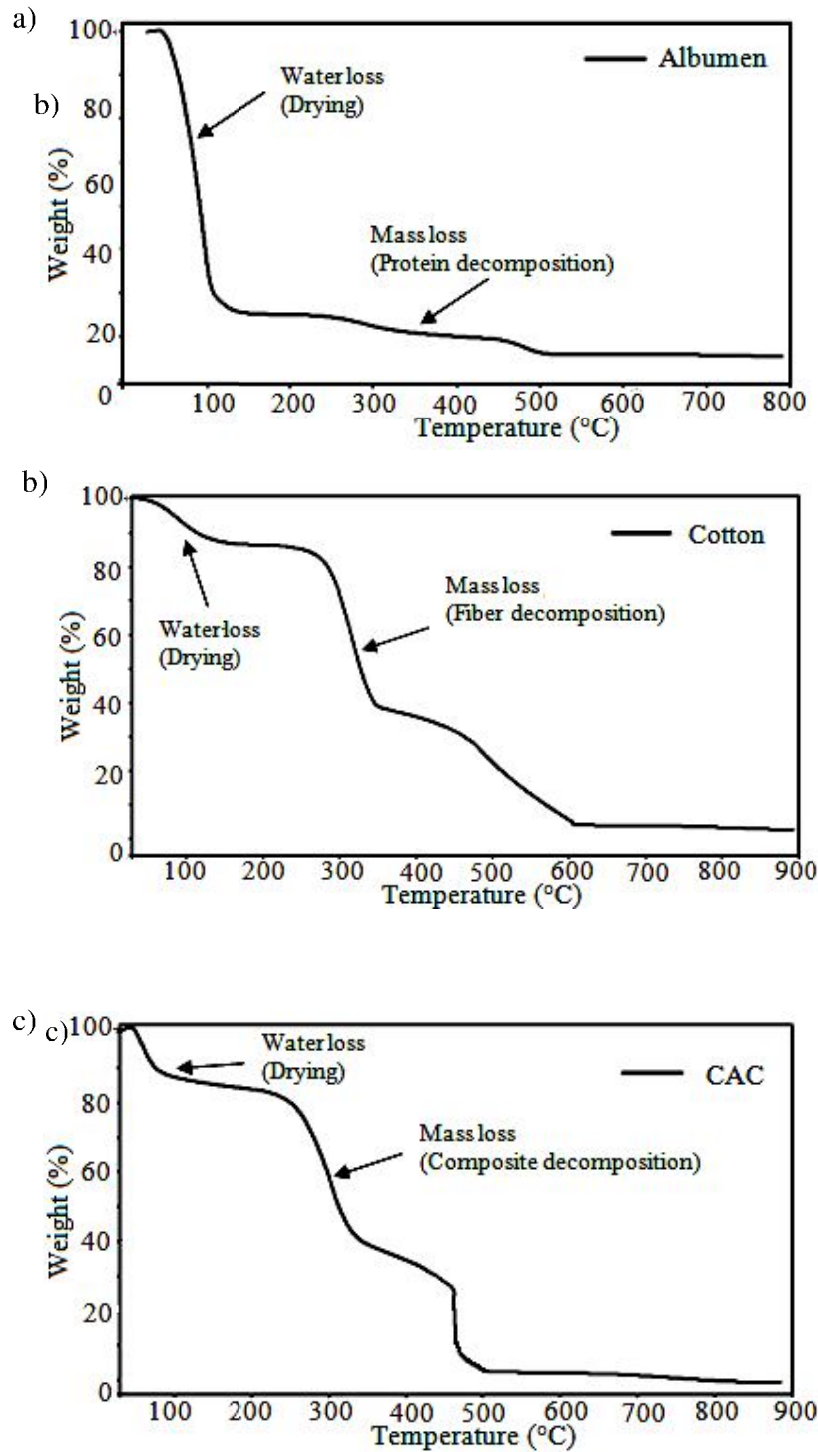 a)
100
Albumen
Water loss
(Drying)
b)
80
60
Weight (%)
Mass loss
(Protein decomposition)
40
20
0
100 200 300 400 500 600 700 800
Temperature (°C)
b)
100
Cotton
80
Mass loss
(Fiber decomposition)
Water loss
(Drying)
60
Weight (%)
40
20
0
100 200 300 400 500 600 700 800 900
Temperature (°C)
c)
c)
100
Water loss
(Drying)
CAC
80
Mass loss
(Composite decomposition)
60
Weight (%)
40
20
0
100 200 300 400 500 600 700 800 900
Temperature (°C)